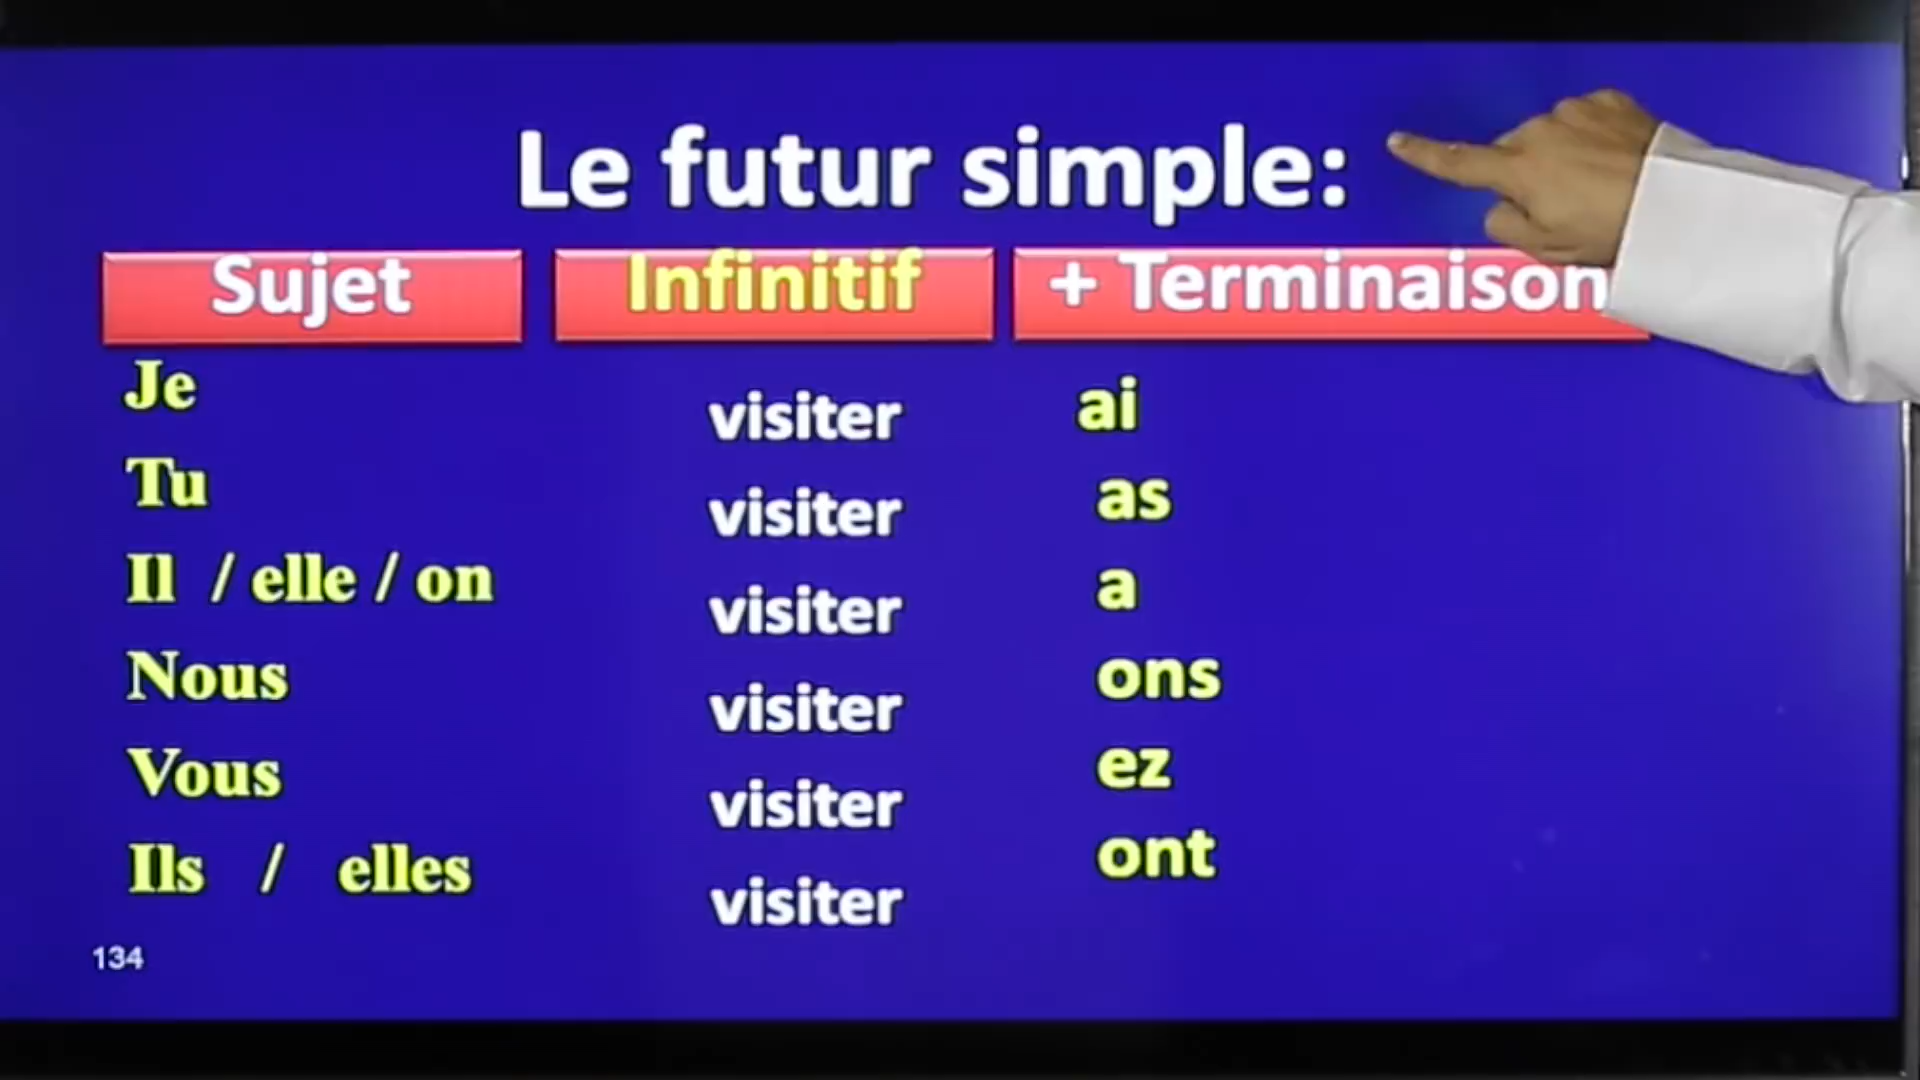 Le futur simple:
Sujet Infinitif + Terminaison
Je visiter ai
Tu visiter as
Il / elle / on visiter a
Nous visiter ons
Vous visiter ez
Ils / elles visiter ont
134